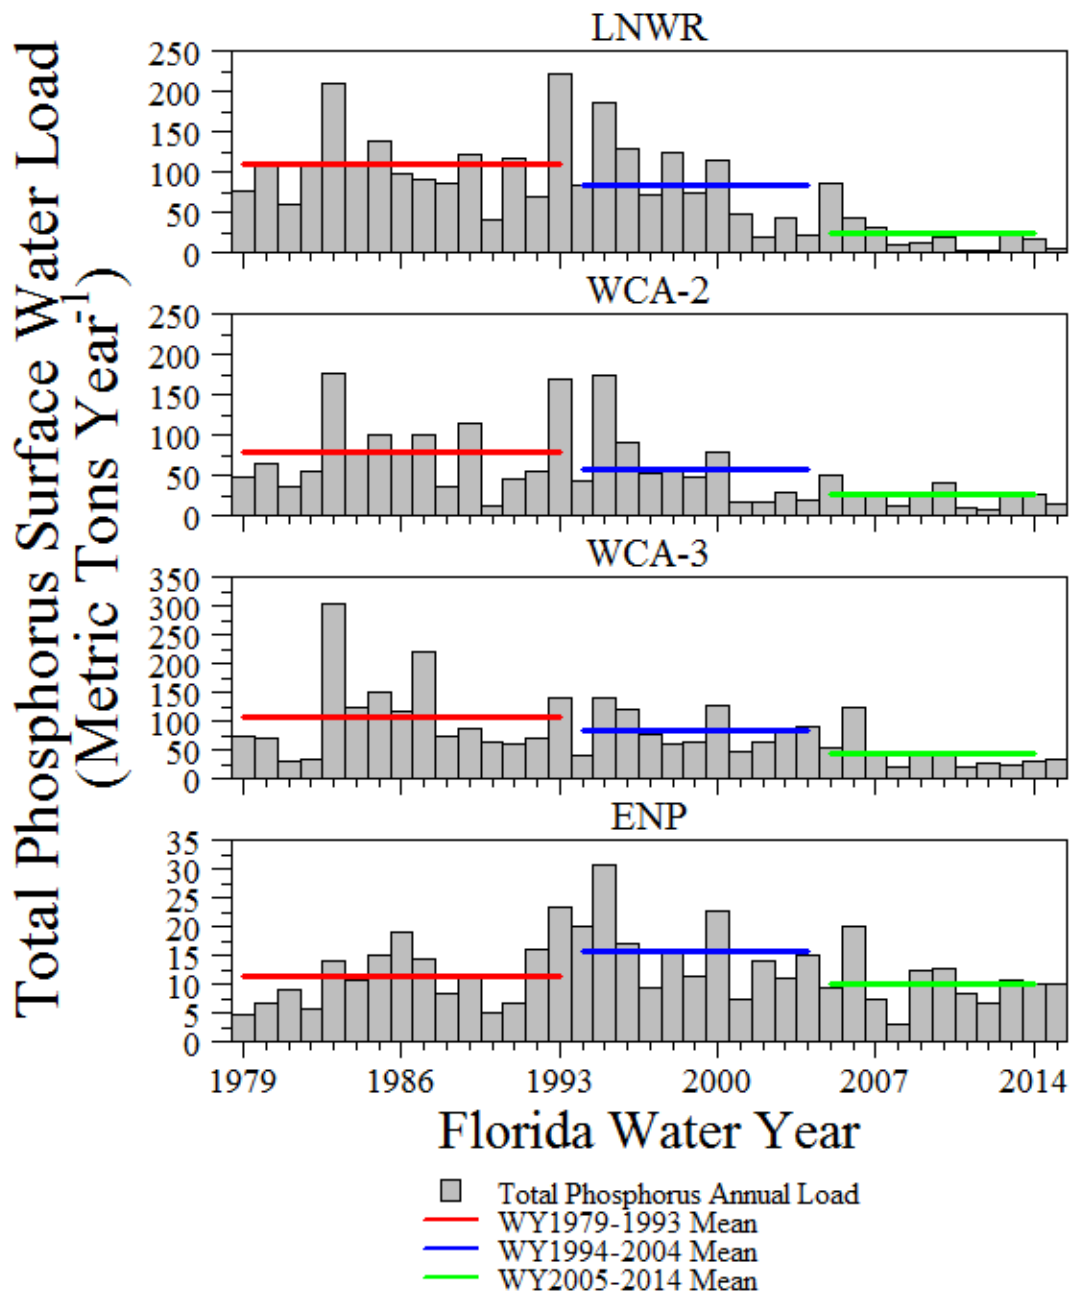 Total Phosphorus Surface Water Load
(Metric Tons Year-1)
LNWR
250
200
150
100
50
0
WCA-2
250
200
150
100
50
0
WCA-3
350
300
250
200
150
100
50
0
ENP
35
30
25
20
15
10
5
0
1979 1986 1993 2000 2007 2014
Florida Water Year
Total Phosphorus Annual Load
WY1979-1993 Mean
WY1994-2004 Mean
WY2005-2014 Mean